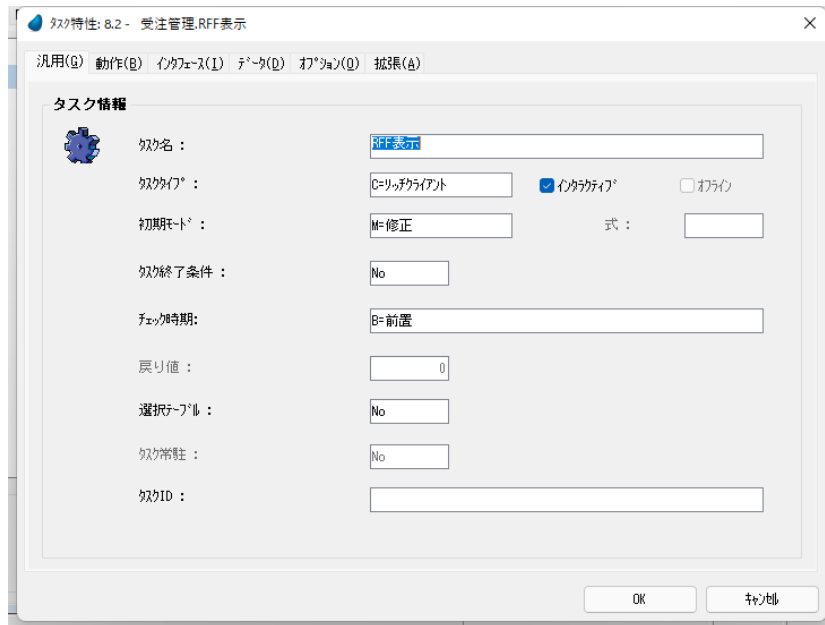 タスク特性: 8.2 -   受注管理.RFF表示
汎用(G) 動作(B) インタフェース(I) データ(D) オプション(O) 拡張(A)
タスク情報
タスク名 : RFF表示
タスクタイプ : C=リッチクライアント インタラクティブ オフライン
初期モード : M=修正 式 :
タスク終了条件 : No
チェック時期: B=前置
戻り値 : 0
選択テーブル : No
タスク常駐 : No
タスクID :
OK キャンセル